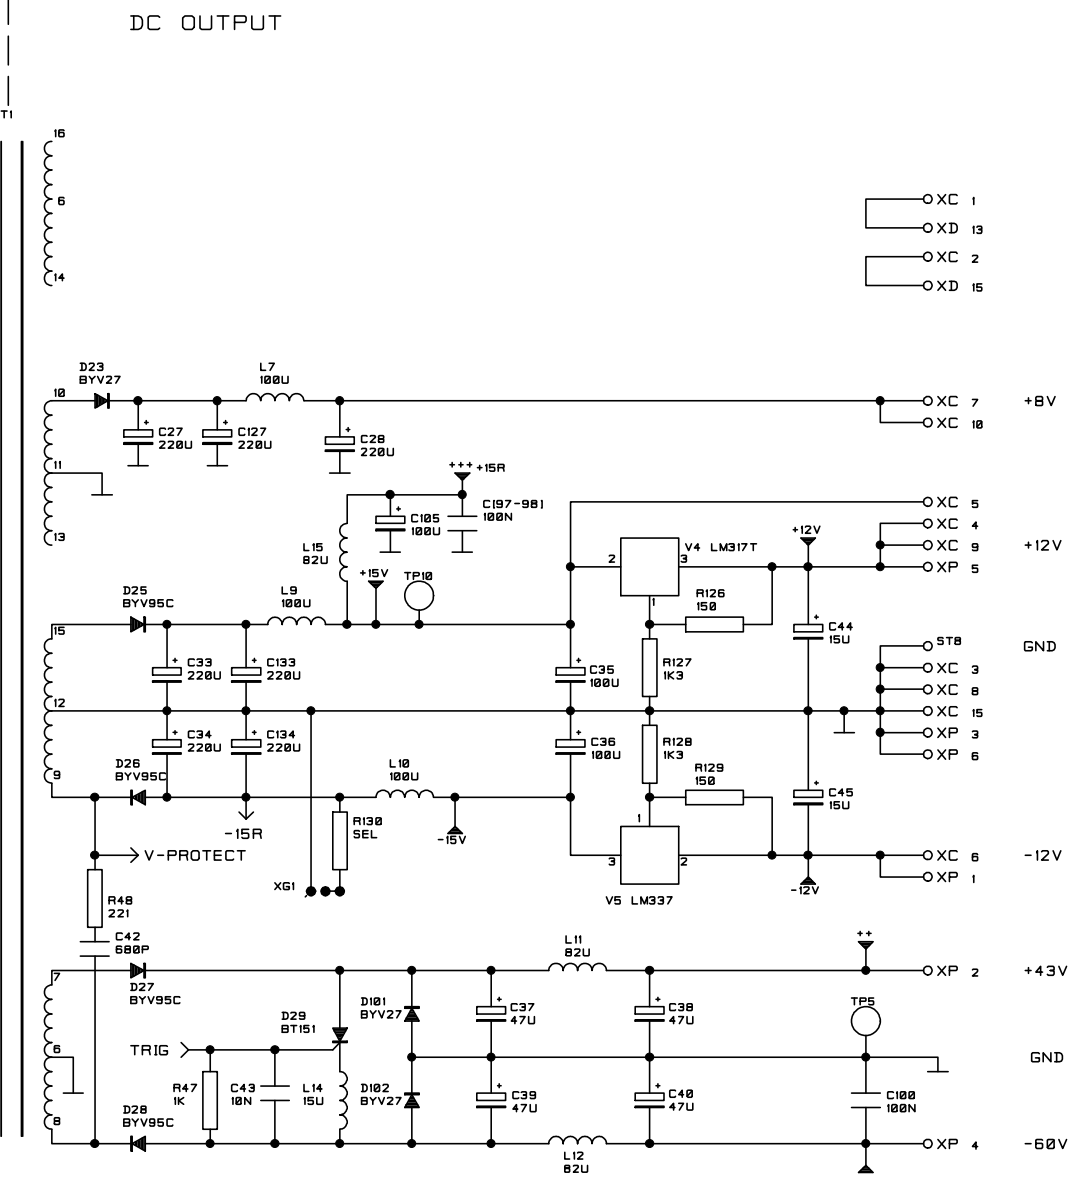 DC OUTPUT
T1
16
6
14
XC 1
XD 13
XC 2
XD 15
D23
BYV27
L7
100U
10
XC 7 +8V
XC 10
C27
220U
C127
220U
C28
220U
11
13
+++ +15R
C105
100U
C(97-98)
100N
XC 5
XC 4
XC 9 +12V
XP 5
L15
82U
2 V4 LM317T
3
1
+12V
+15V
TP10
D25
BYV95C
L9
100U
R126
150
15
C44
15U
C33
220U
C133
220U
C35
100U
R127
1K3
ST8 GND
XC 3
XC 8
XC 15
XP 3
XP 6
12
C34
220U
C134
220U
C36
100U
R128
1K3
D26
BYV95C
9
L10
100U
R129
150
C45
15U
-15R
R130
SEL
-15V
1
3
2
V5 LM337
V-PROTECT
XG1
-12V
XC 6 -12V
XP 1
R48
221
C42
680P
L11
82U
++
7
D27
BYV95C
XP 2 +43V
D29
BT151
D101
BYV27
C37
47U
C38
47U
TP5
TRIG
6
GND
R47
1K
C43
10N
L14
15U
D102
BYV27
C39
47U
C40
47U
C100
100N
8
D28
BYV95C
L12
82U
XP 4 -60V